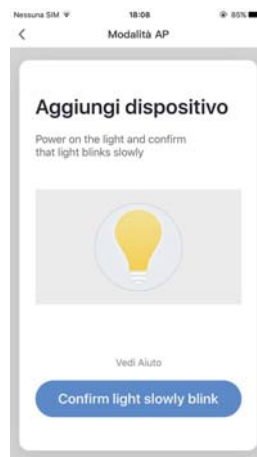 Nessuna SIM 18:08 85%
Modalità AP
Aggiungi dispositivo
Power on the light and confirm
that light blinks slowly
Vedi Aiuto
Confirm light slowly blink